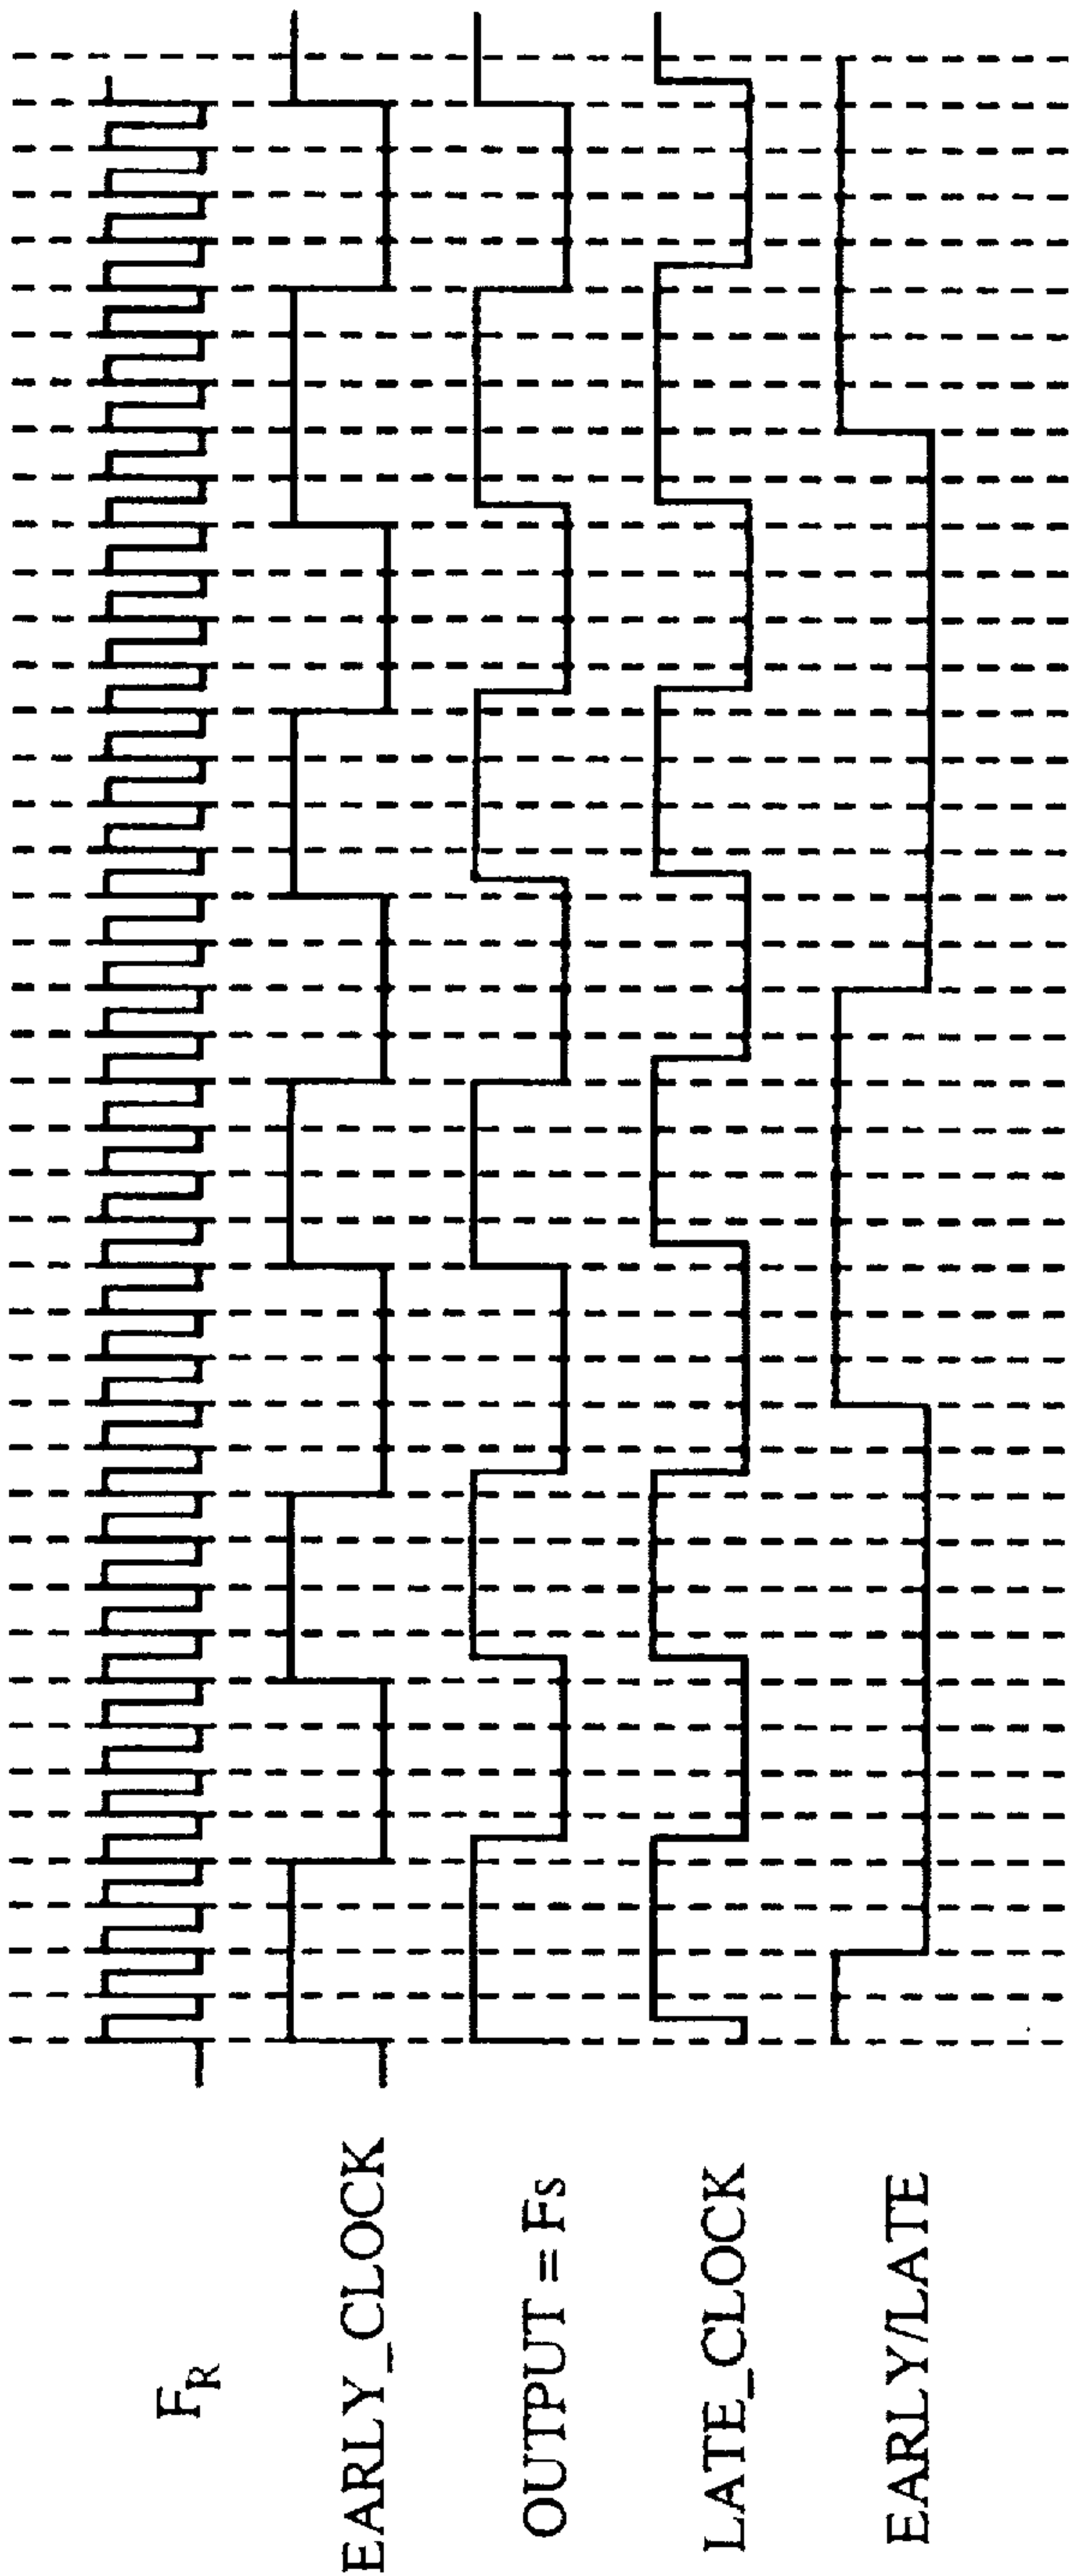 F_R
EARLY_CLOCK
OUTPUT = Fs
LATE_CLOCK
EARLY/LATE